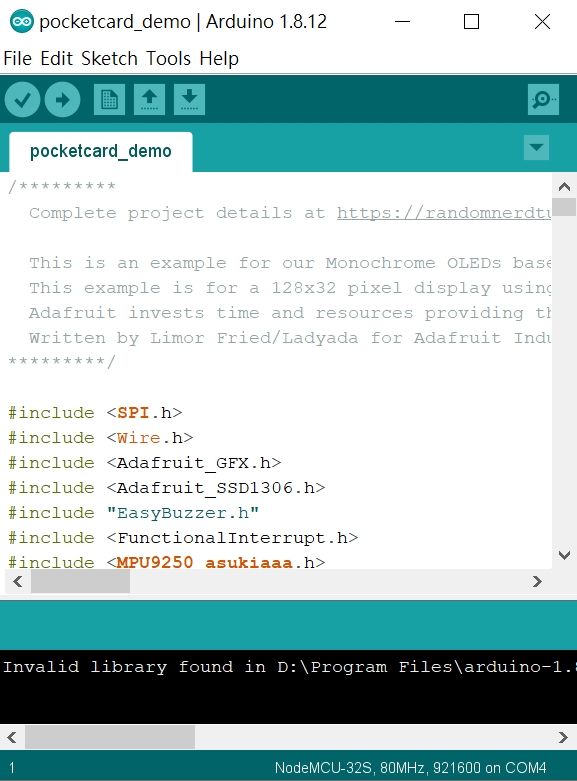 pocketcard_demo | Arduino 1.8.12
File Edit Sketch Tools Help
pocketcard_demo
/*********
Complete project details at https://randomnerdtu
This is an example for our Monochrome OLEDs base
This example is for a 128x32 pixel display using
Adafruit invests time and resources providing th
Written by Limor Fried/Ladyada for Adafruit Indu
*********/
#include <SPI.h>
#include <Wire.h>
#include <Adafruit_GFX.h>
#include <Adafruit_SSD1306.h>
#include "EasyBuzzer.h"
#include <FunctionalInterrupt.h>
#include <MPU9250_asukiaaa.h>
Invalid library found in D:\Program Files\arduino-1.8
1 NodeMCU-32S, 80MHz, 921600 on COM4